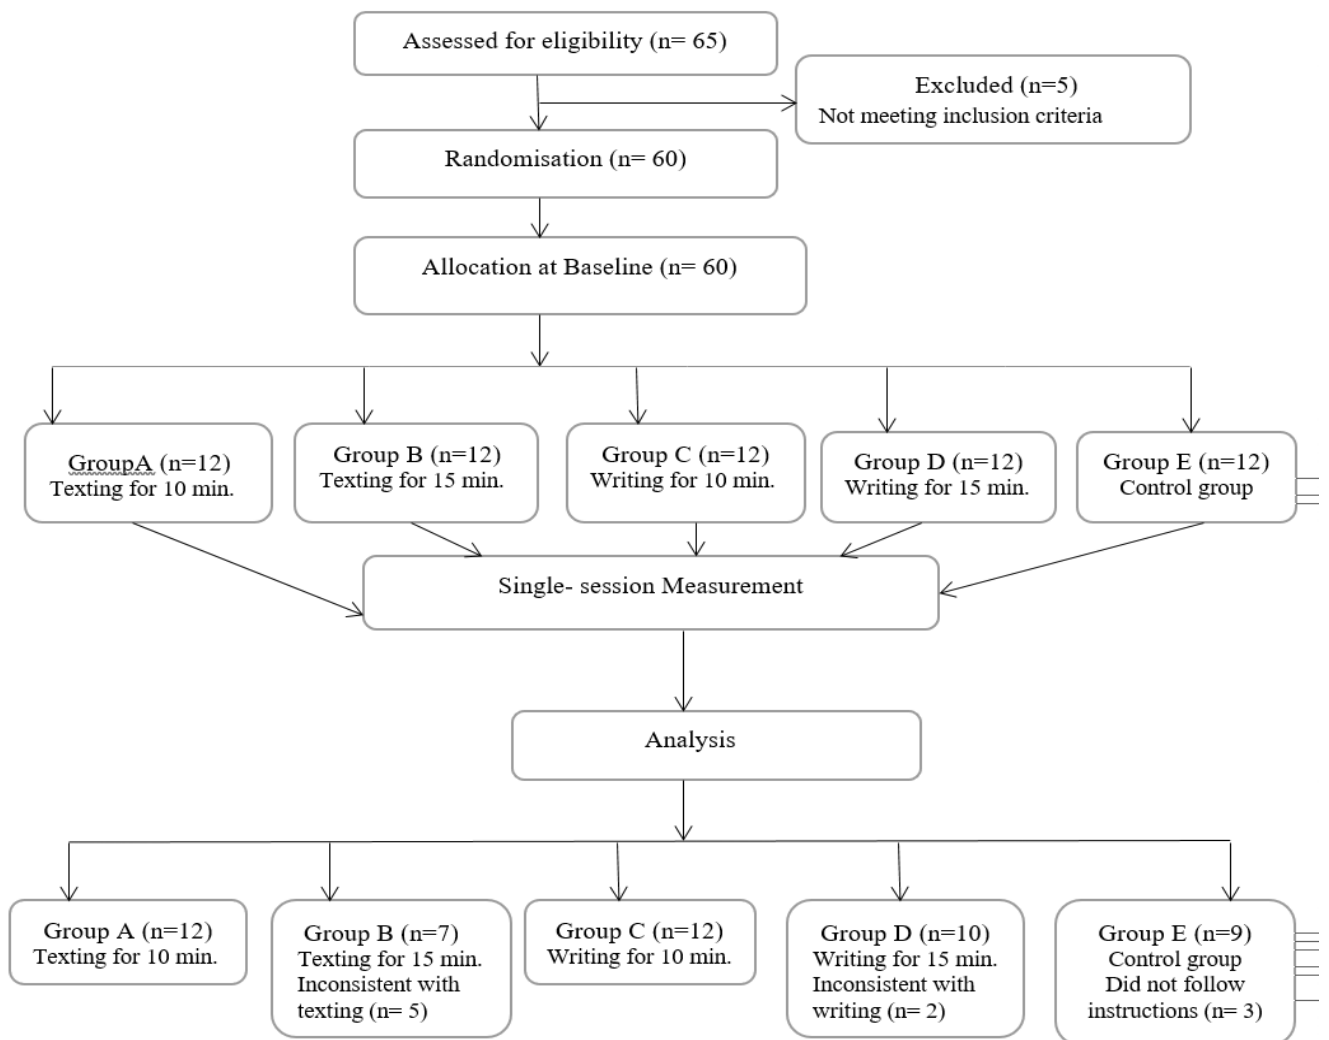 Assessed for eligibility (n= 65)
Excluded (n=5)
Not meeting inclusion criteria
Randomisation (n= 60)
Allocation at Baseline (n= 60)
GroupA (n=12)
Texting for 10 min.
Group B (n=12)
Texting for 15 min.
Group C (n=12)
Writing for 10 min.
Group D (n=12)
Writing for 15 min.
Group E (n=12)
Control group
Single- session Measurement
Analysis
Group A (n=12)
Texting for 10 min.
Group B (n=7)
Texting for 15 min.
Inconsistent with
texting (n= 5)
Group C (n=12)
Writing for 10 min.
Group D (n=10)
Writing for 15 min.
Inconsistent with
writing (n= 2)
Group E (n=9)
Control group
Did not follow
instructions (n= 3)